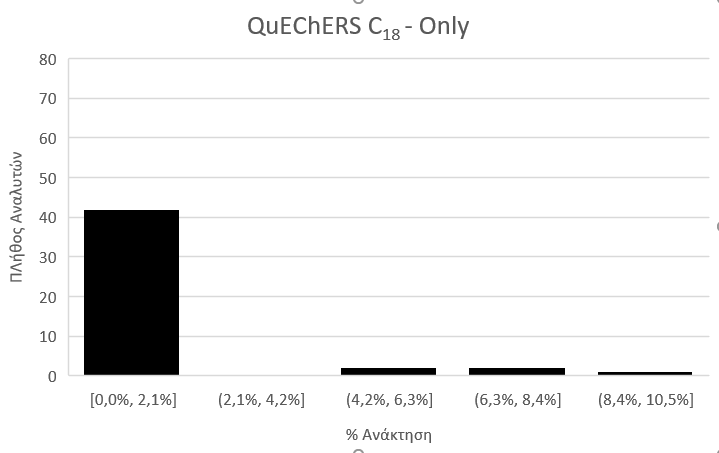 QuEChERS C18 - Only
80
70
60
50
40
30
20
10
0
Πλήθος Αναλυτών
[0,0%, 2,1%] (2,1%, 4,2%] (4,2%, 6,3%] (6,3%, 8,4%] (8,4%, 10,5%]
% Ανάκτηση